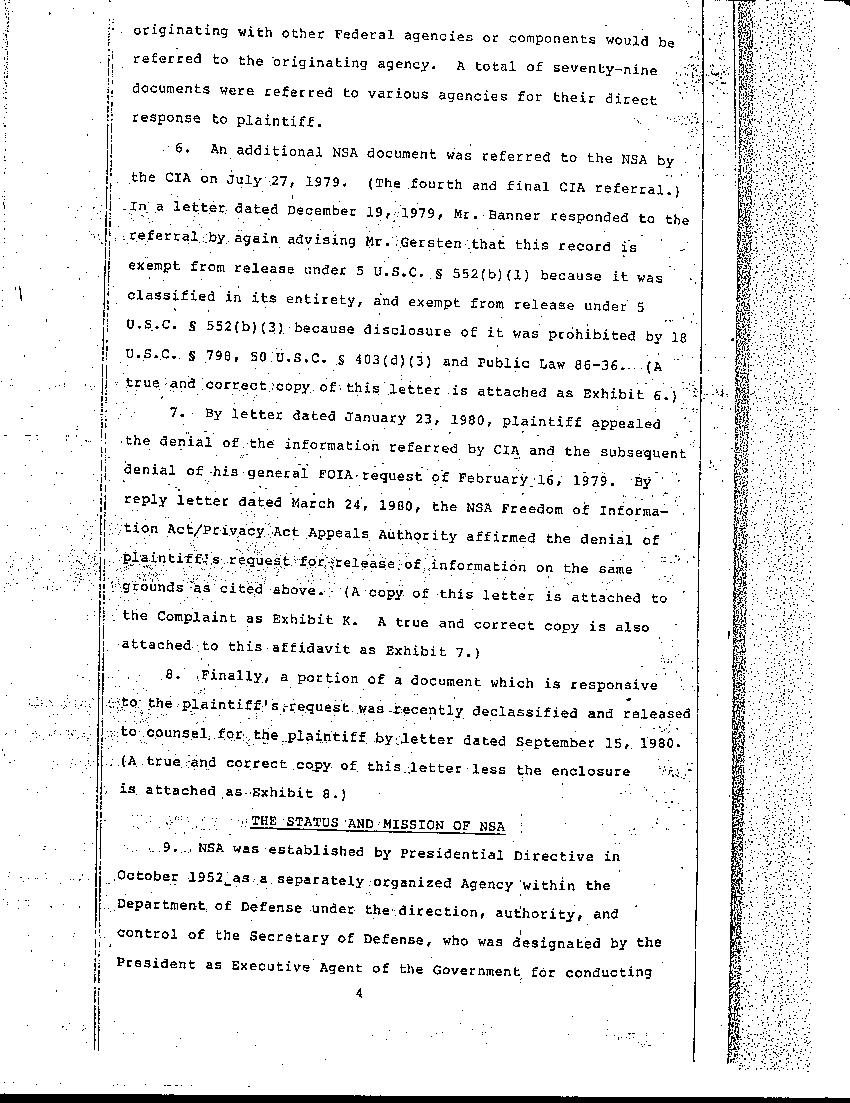 originating with other Federal agencies or components would be
referred to the originating agency. A total of seventy-nine
documents were referred to various agencies for their direct
response to plaintiff.
6. An additional NSA document was referred to the NSA by
the CIA on July 27, 1979. (The fourth and final CIA referral.)
In a letter dated December 19, 1979, Mr. Banner responded to the
referral by again advising Mr. Gersten that this record is
exempt from release under 5 U.S.C. § 552(b)(1) because it was
classified in its entirety, and exempt from release under 5
U.S.C. § 552(b)(3) because disclosure of it was prohibited by 18
U.S.C. § 798, 50 U.S.C. § 403(d)(3) and Public Law 86-36. (A
true and correct copy of this letter is attached as Exhibit 6.)
7. By letter dated January 23, 1980, plaintiff appealed
the denial of the information referred by CIA and the subsequent
denial of his general FOIA request of February 16, 1979. By
reply letter dated March 24, 1980, the NSA Freedom of Informa-
tion Act/Privacy Act Appeals Authority affirmed the denial of
plaintiff's request for release of information on the same
grounds as cited above. (A copy of this letter is attached to
the Complaint as Exhibit K. A true and correct copy is also
attached to this affidavit as Exhibit 7.)
8. Finally, a portion of a document which is responsive
to the plaintiff's request was recently declassified and released
to counsel for the plaintiff by letter dated September 15, 1980.
(A true and correct copy of this letter less the enclosure
is attached as Exhibit 8.)
THE STATUS AND MISSION OF NSA
9. NSA was established by Presidential Directive in
October 1952 as a separately organized Agency within the
Department of Defense under the direction, authority, and
control of the Secretary of Defense, who was designated by the
President as Executive Agent of the Government for conducting
4